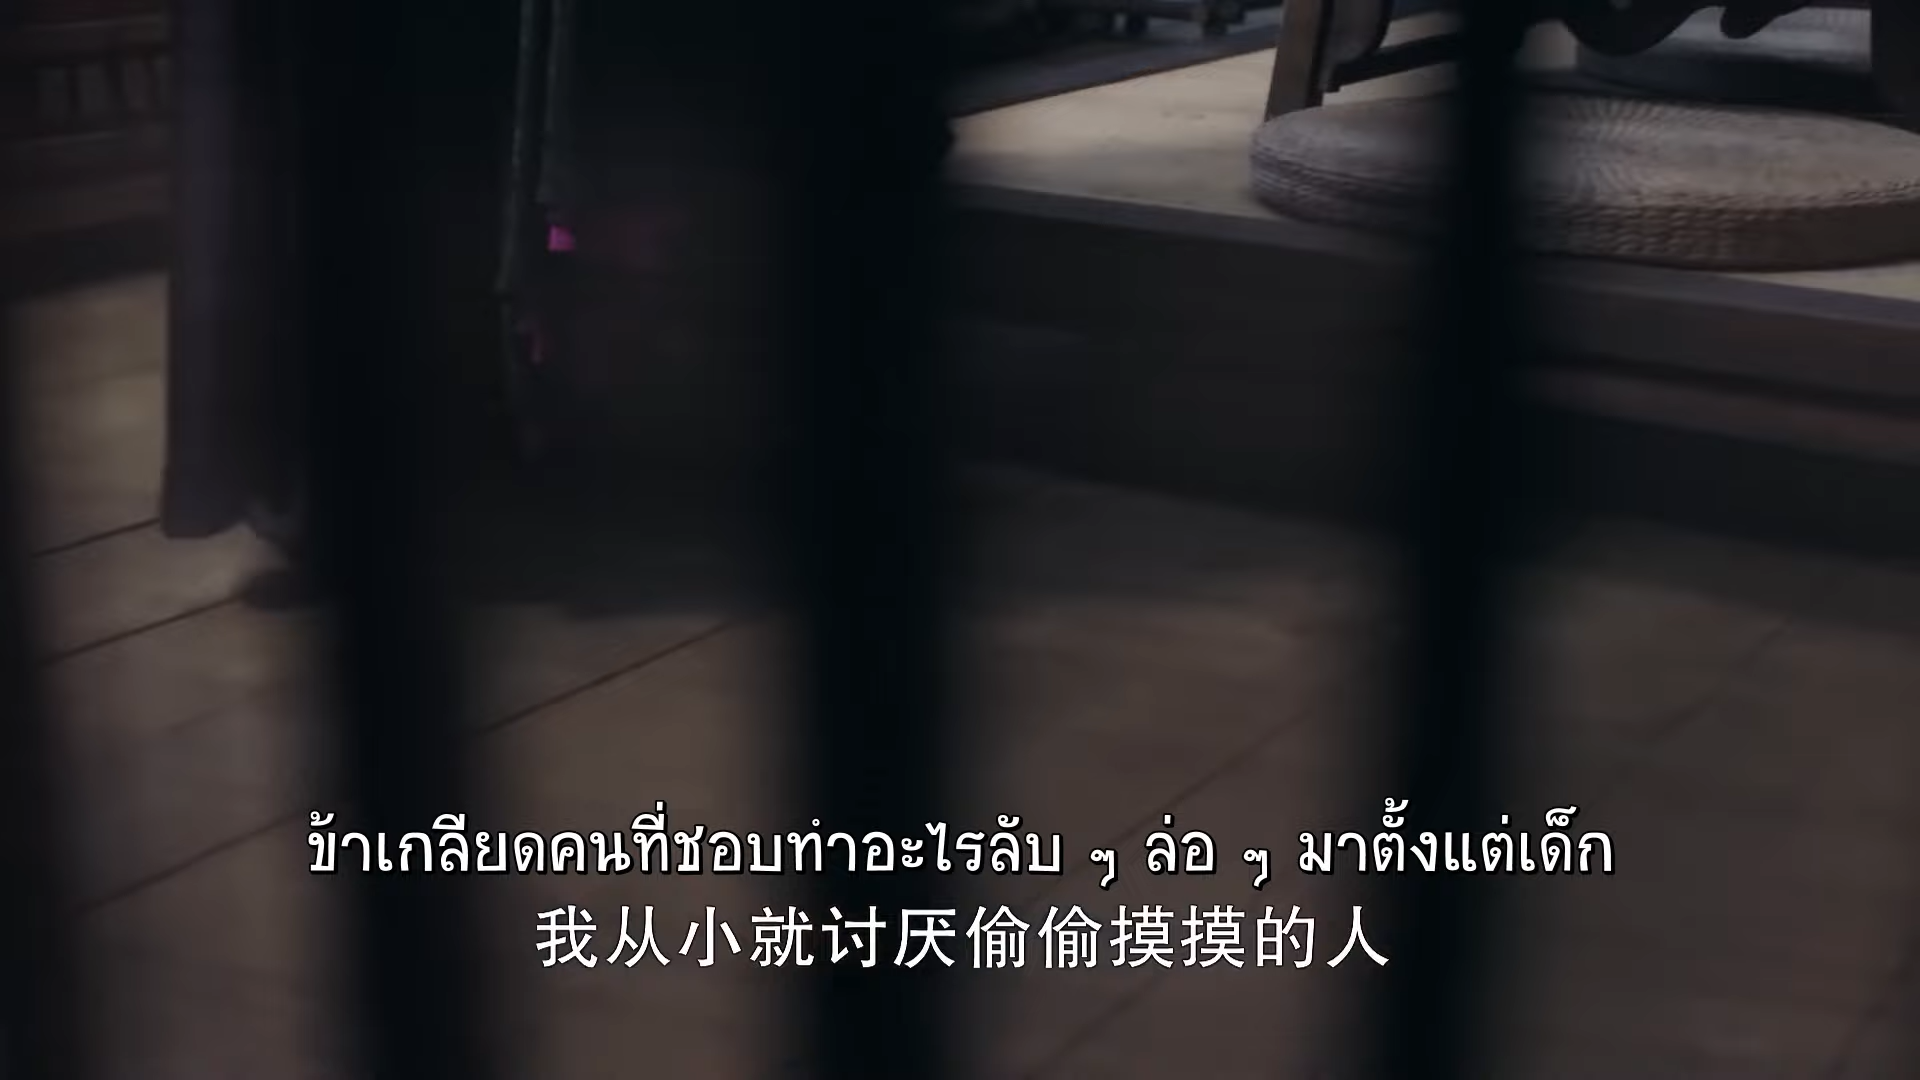 ข้าเกลียดคนที่ชอบทำอะไรลับ ๆ ล่อ ๆ มาตั้งแต่เด็ก
我从小就讨厌偷偷摸摸的人